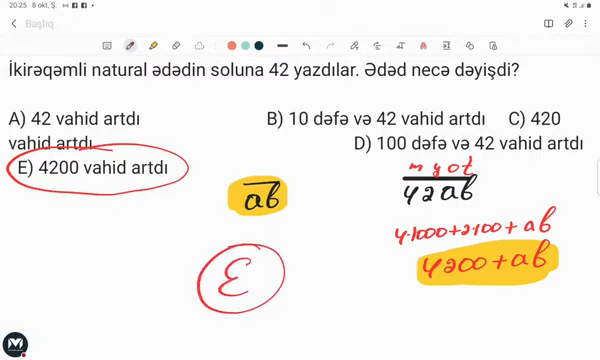 20:25 8 okt, Ş.
Başlıq
İkirəqəmli natural ədədin soluna 42 yazdılar. Ədəd necə dəyişdi?
A) 42 vahid artdı B) 10 dəfə və 42 vahid artdı C) 420
vahid artdı D) 100 dəfə və 42 vahid artdı
E) 4200 vahid artdı
m y o t
ab 42ab
4·1000+2·100+ab
4200+ab
E